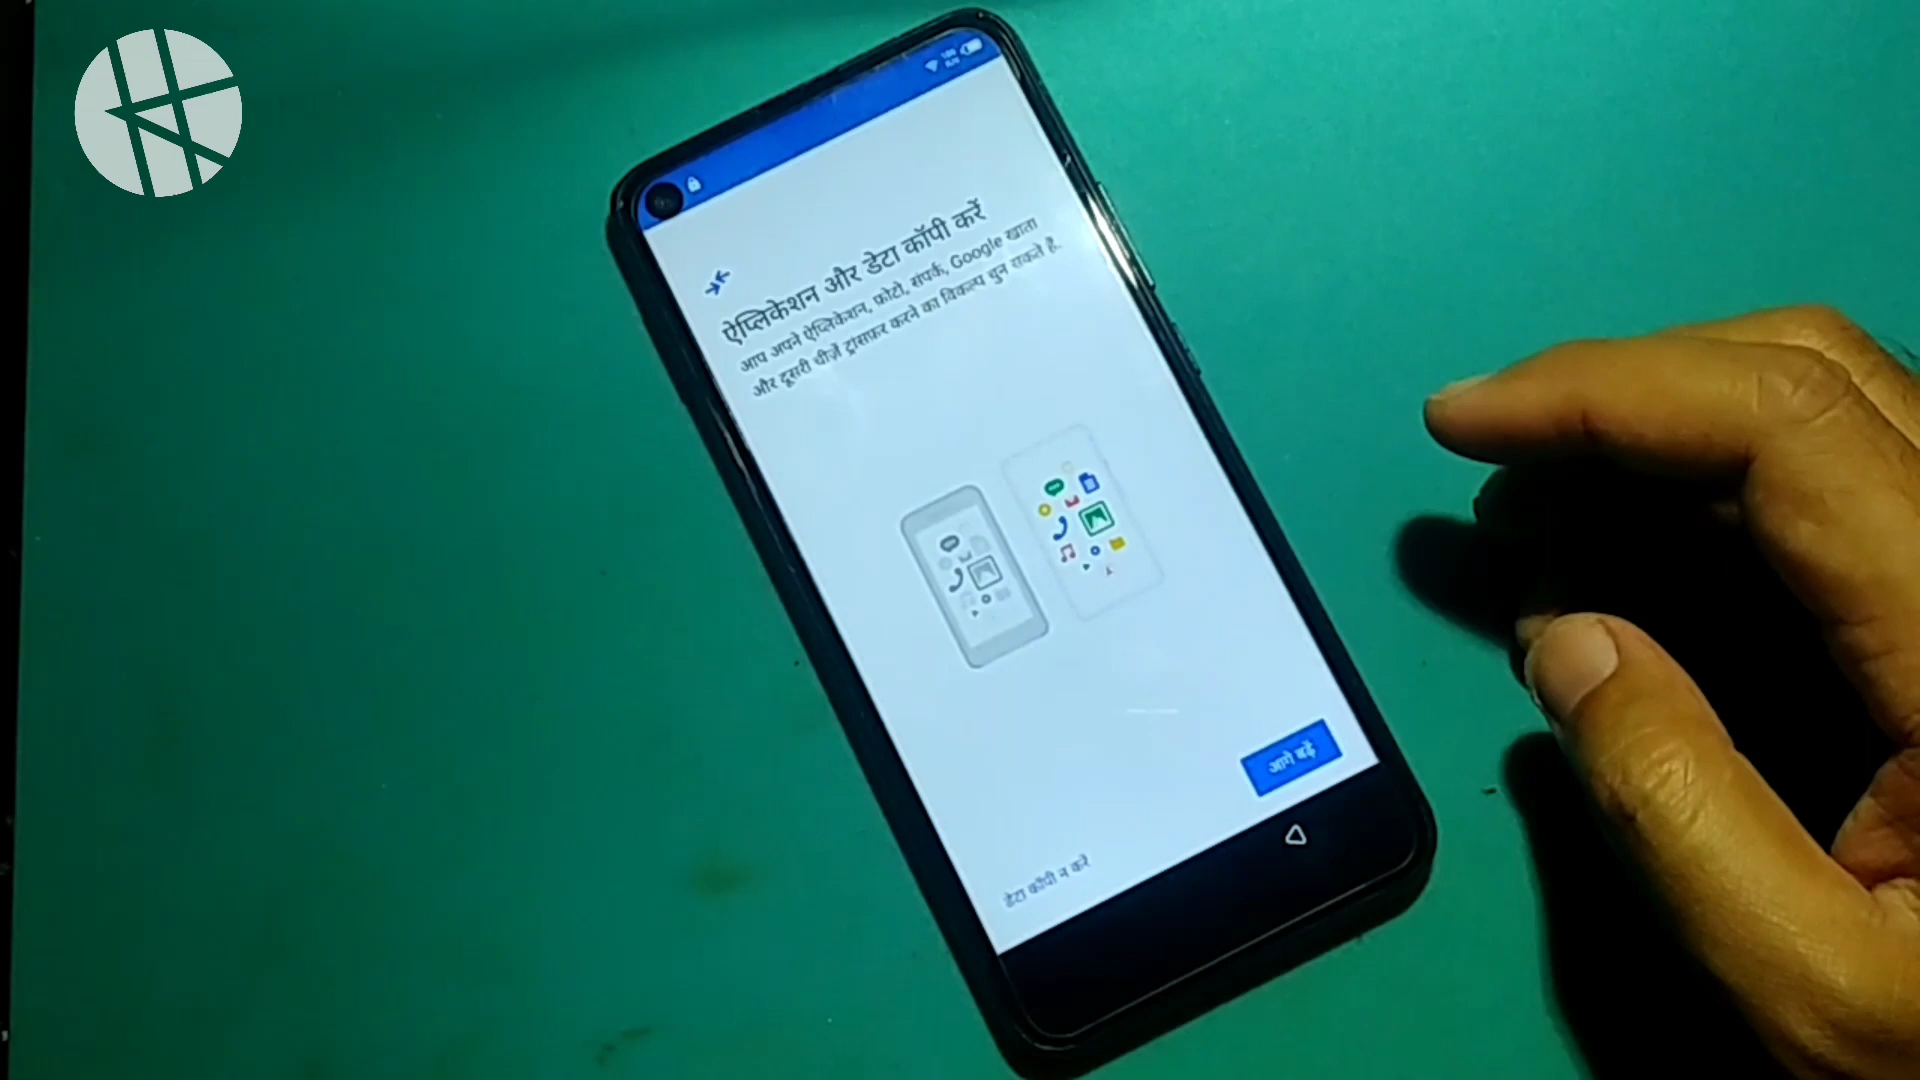 ऐप्लिकेशन और डेटा कॉपी करें
आप अपने ऐप्लिकेशन, फ़ोटो, संपर्क, Google खाता
और दूसरी चीज़ें ट्रांसफ़र करने का विकल्प चुन सकते हैं.
आगे बढ़ें
डेटा कॉपी न करें